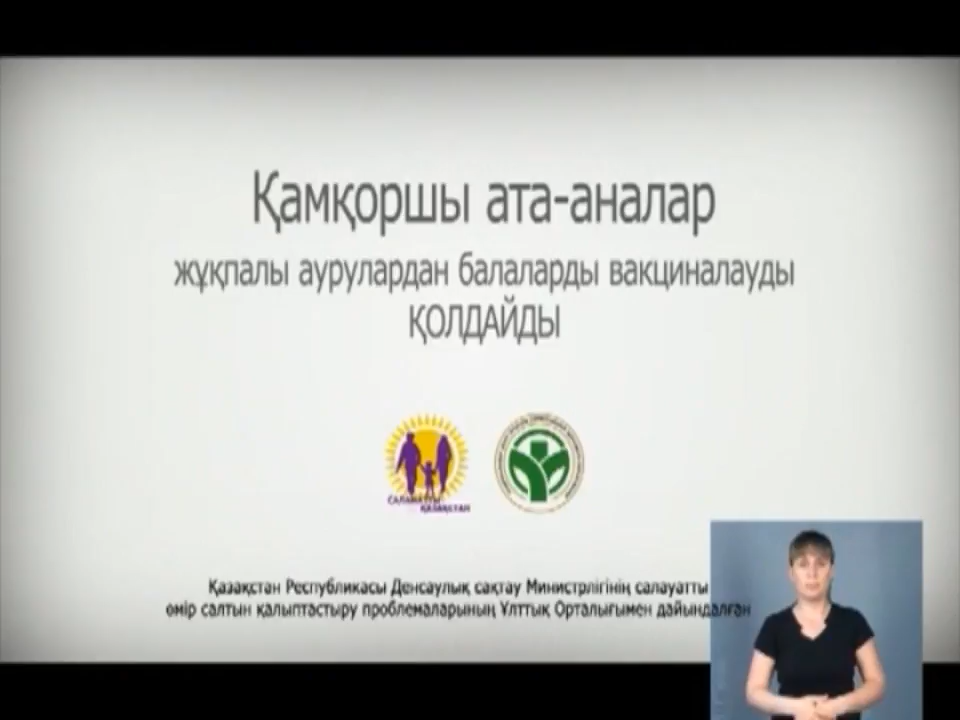 Қамқоршы ата-аналар
жұқпалы аурулардан балаларды вакциналауды
ҚОЛДАЙДЫ
САЛАМАТТЫ
ҚАЗАҚСТАН
Қазақстан Республикасы Денсаулық сақтау Министрлігінің салауатты
өмір салтын қалыптастыру проблемаларының Ұлттық Орталығымен дайындалған